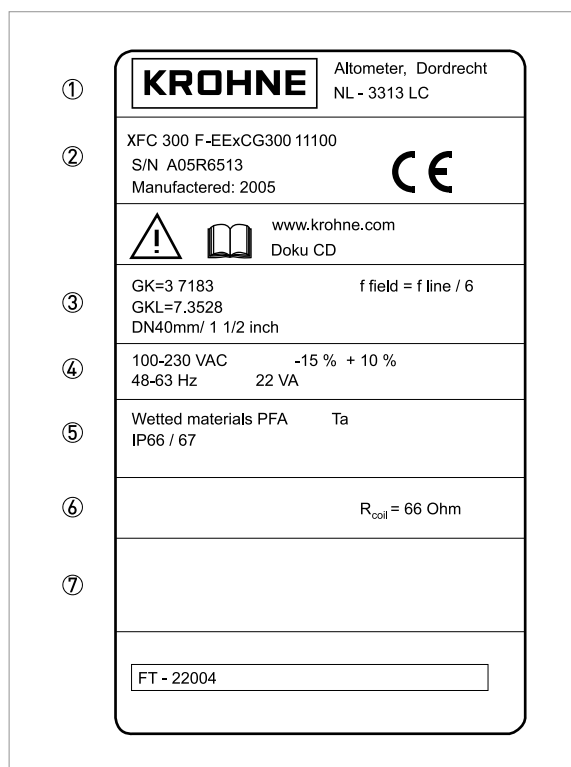 ① KROHNE Altometer, Dordrecht
NL - 3313 LC
② XFC 300 F-EExCG300 11100
S/N A05R6513
Manufactered: 2005
CE
www.krohne.com
Doku CD
③ GK=3 7183 f field = f line / 6
GKL=7.3528
DN40mm/ 1 1/2 inch
④ 100-230 VAC -15 % + 10 %
48-63 Hz 22 VA
⑤ Wetted materials PFA Ta
IP66 / 67
⑥ Rcoil = 66 Ohm
⑦
FT - 22004